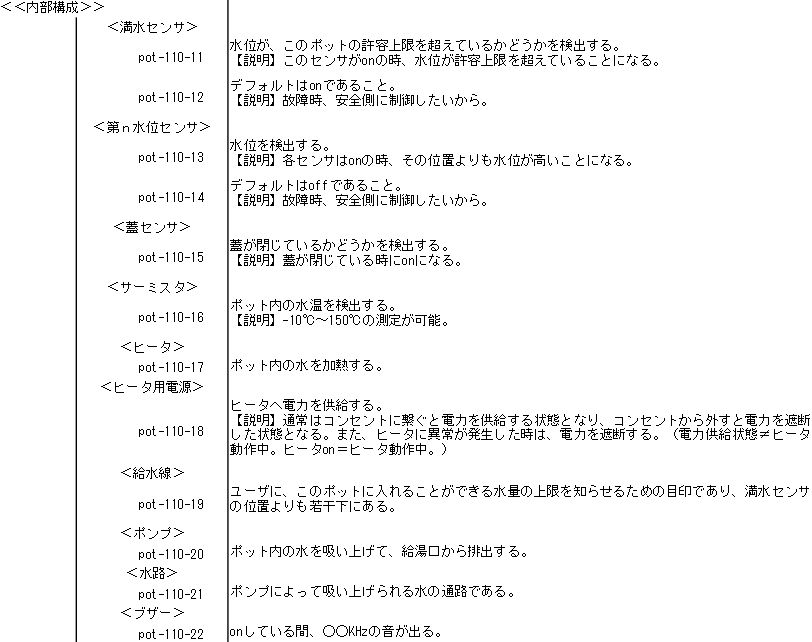 ＜＜内部構成＞＞
＜満水センサ＞
pot-110-11
水位が、このポットの許容上限を超えているかどうかを検出する。
【説明】このセンサがonの時、水位が許容上限を超えていることになる。
pot-110-12
デフォルトはonであること。
【説明】故障時、安全側に制御したいから。
＜第ｎ水位センサ＞
pot-110-13
水位を検出する。
【説明】各センサはonの時、その位置よりも水位が高いことになる。
pot-110-14
デフォルトはoffであること。
【説明】故障時、安全側に制御したいから。
＜蓋センサ＞
pot-110-15
蓋が閉じているかどうかを検出する。
【説明】蓋が閉じている時にonになる。
＜サーミスタ＞
pot-110-16
ポット内の水温を検出する。
【説明】-10℃～150℃の測定が可能。
＜ヒータ＞
pot-110-17
ポット内の水を加熱する。
＜ヒータ用電源＞
pot-110-18
ヒータへ電力を供給する。
【説明】通常はコンセントに繋ぐと電力を供給する状態となり、コンセントから外すと電力を遮断
した状態となる。また、ヒータに異常が発生した時は、電力を遮断する。（電力供給状態≠ヒータ
動作中。ヒータon＝ヒータ動作中。）
＜給水線＞
pot-110-19
ユーザに、このポットに入れることができる水量の上限を知らせるための目印であり、満水センサ
の位置よりも若干下にある。
＜ポンプ＞
pot-110-20
ポット内の水を吸い上げて、給湯口から排出する。
＜水路＞
pot-110-21
ポンプによって吸い上げられる水の通路である。
＜ブザー＞
pot-110-22
onしている間、〇〇KHzの音が出る。